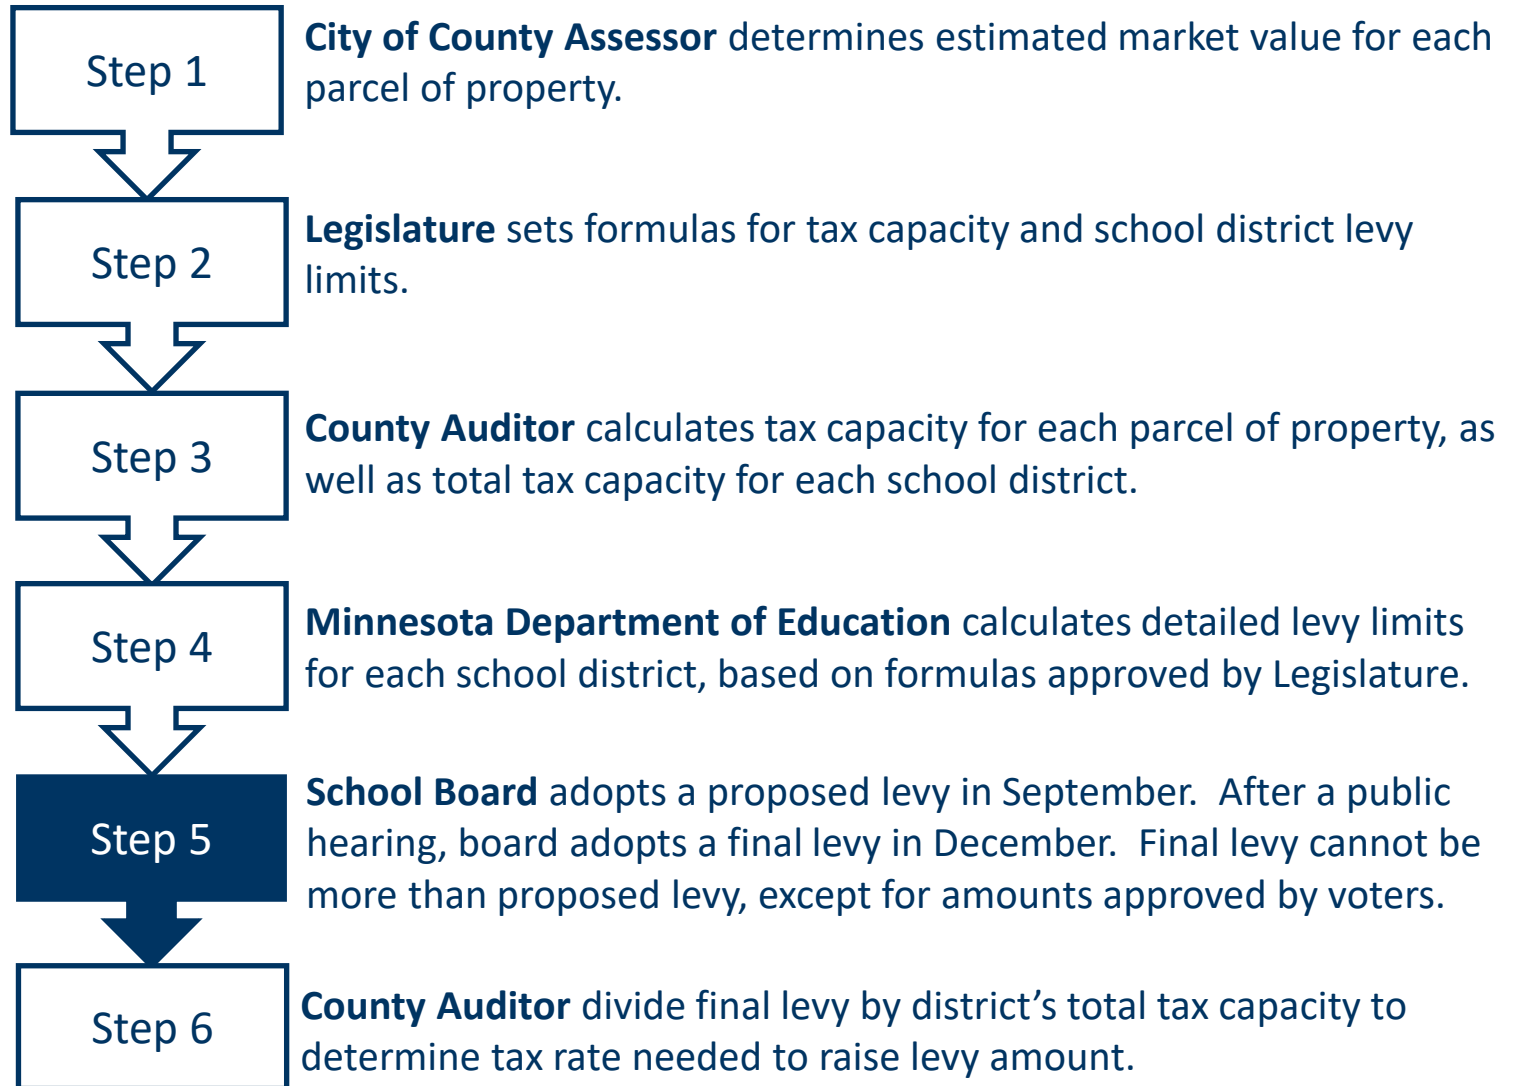 Step 1
City of County Assessor determines estimated market value for each
parcel of property.
Step 2
Legislature sets formulas for tax capacity and school district levy
limits.
Step 3
County Auditor calculates tax capacity for each parcel of property, as
well as total tax capacity for each school district.
Step 4
Minnesota Department of Education calculates detailed levy limits
for each school district, based on formulas approved by Legislature.
Step 5
School Board adopts a proposed levy in September.  After a public
hearing, board adopts a final levy in December.  Final levy cannot be
more than proposed levy, except for amounts approved by voters.
Step 6
County Auditor divide final levy by district’s total tax capacity to
determine tax rate needed to raise levy amount.